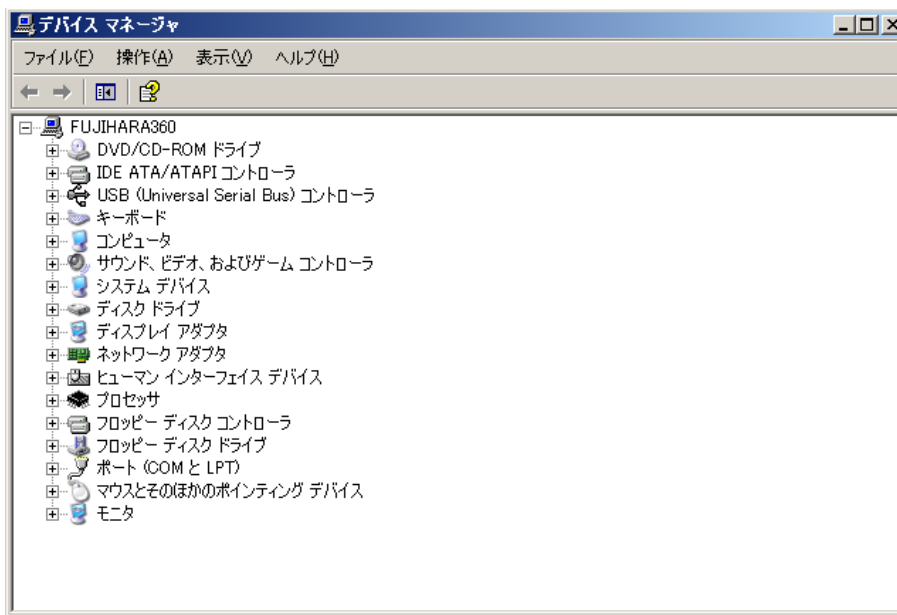 デバイス マネージャ
ファイル(F) 操作(A) 表示(V) ヘルプ(H)
FUJIHARA360
DVD/CD-ROM ドライブ
IDE ATA/ATAPI コントローラ
USB (Universal Serial Bus) コントローラ
キーボード
コンピュータ
サウンド、ビデオ、およびゲーム コントローラ
システム デバイス
ディスク ドライブ
ディスプレイ アダプタ
ネットワーク アダプタ
ヒューマン インターフェイス デバイス
プロセッサ
フロッピー ディスク コントローラ
フロッピー ディスク ドライブ
ポート (COM と LPT)
マウスとそのほかのポインティング デバイス
モニタ